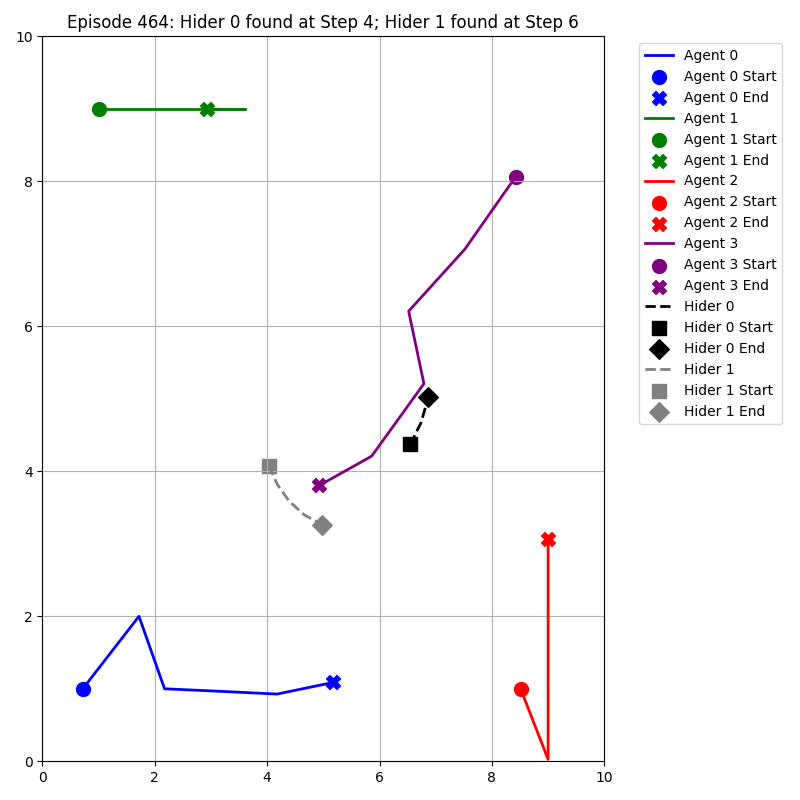 Episode 464: Hider 0 found at Step 4; Hider 1 found at Step 6
10
8
6
4
2
0
0 2 4 6 8 10
Agent 0
Agent 0 Start
Agent 0 End
Agent 1
Agent 1 Start
Agent 1 End
Agent 2
Agent 2 Start
Agent 2 End
Agent 3
Agent 3 Start
Agent 3 End
Hider 0
Hider 0 Start
Hider 0 End
Hider 1
Hider 1 Start
Hider 1 End